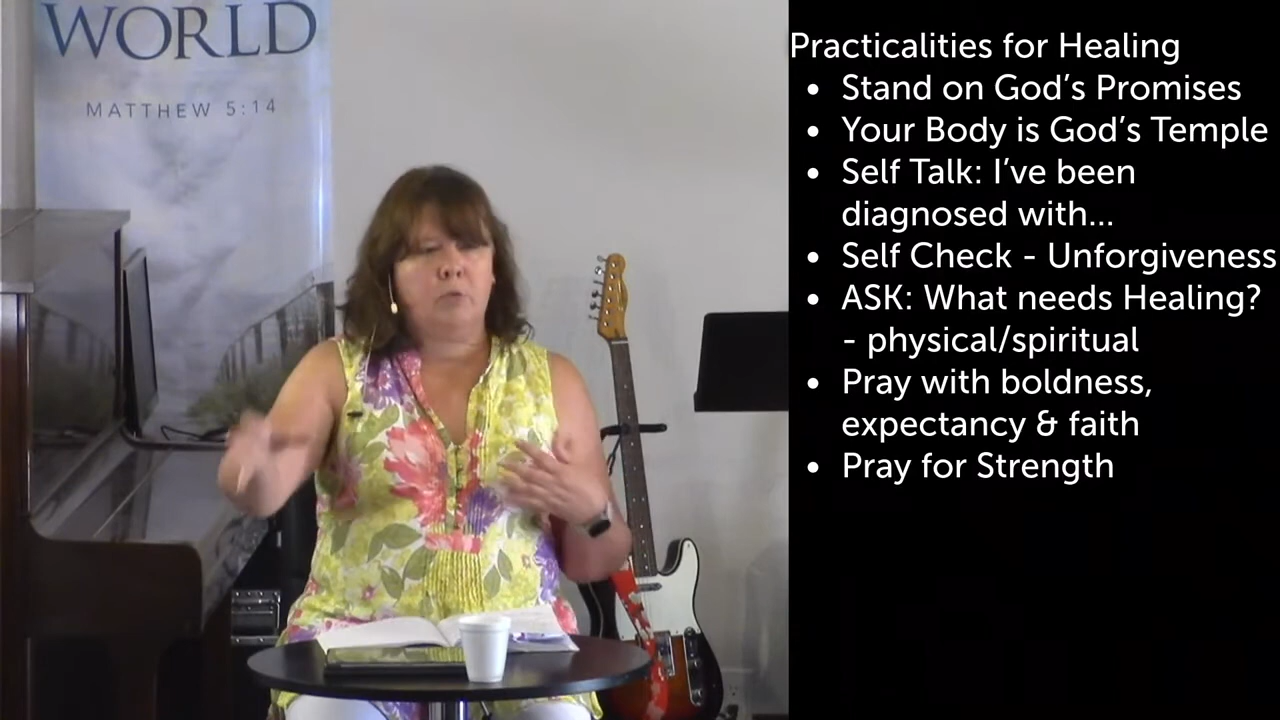 WORLD
MATTHEW 5:14
Practicalities for Healing
• Stand on God’s Promises
• Your Body is God’s Temple
• Self Talk: I’ve been
diagnosed with...
• Self Check - Unforgiveness
• ASK: What needs Healing?
- physical/spiritual
• Pray with boldness,
expectancy & faith
• Pray for Strength